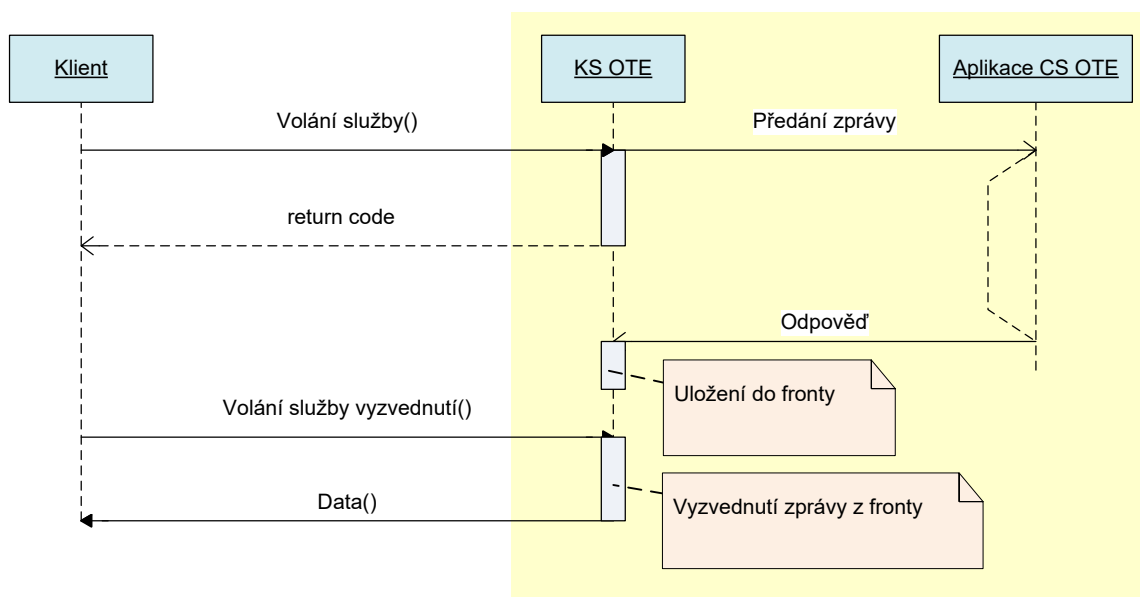 Klient
KS OTE
Aplikace CS OTE
Volání služby()
Předání zprávy
return code
Odpověď
Uložení do fronty
Volání služby vyzvednutí()
Data()
Vyzvednutí zprávy z fronty